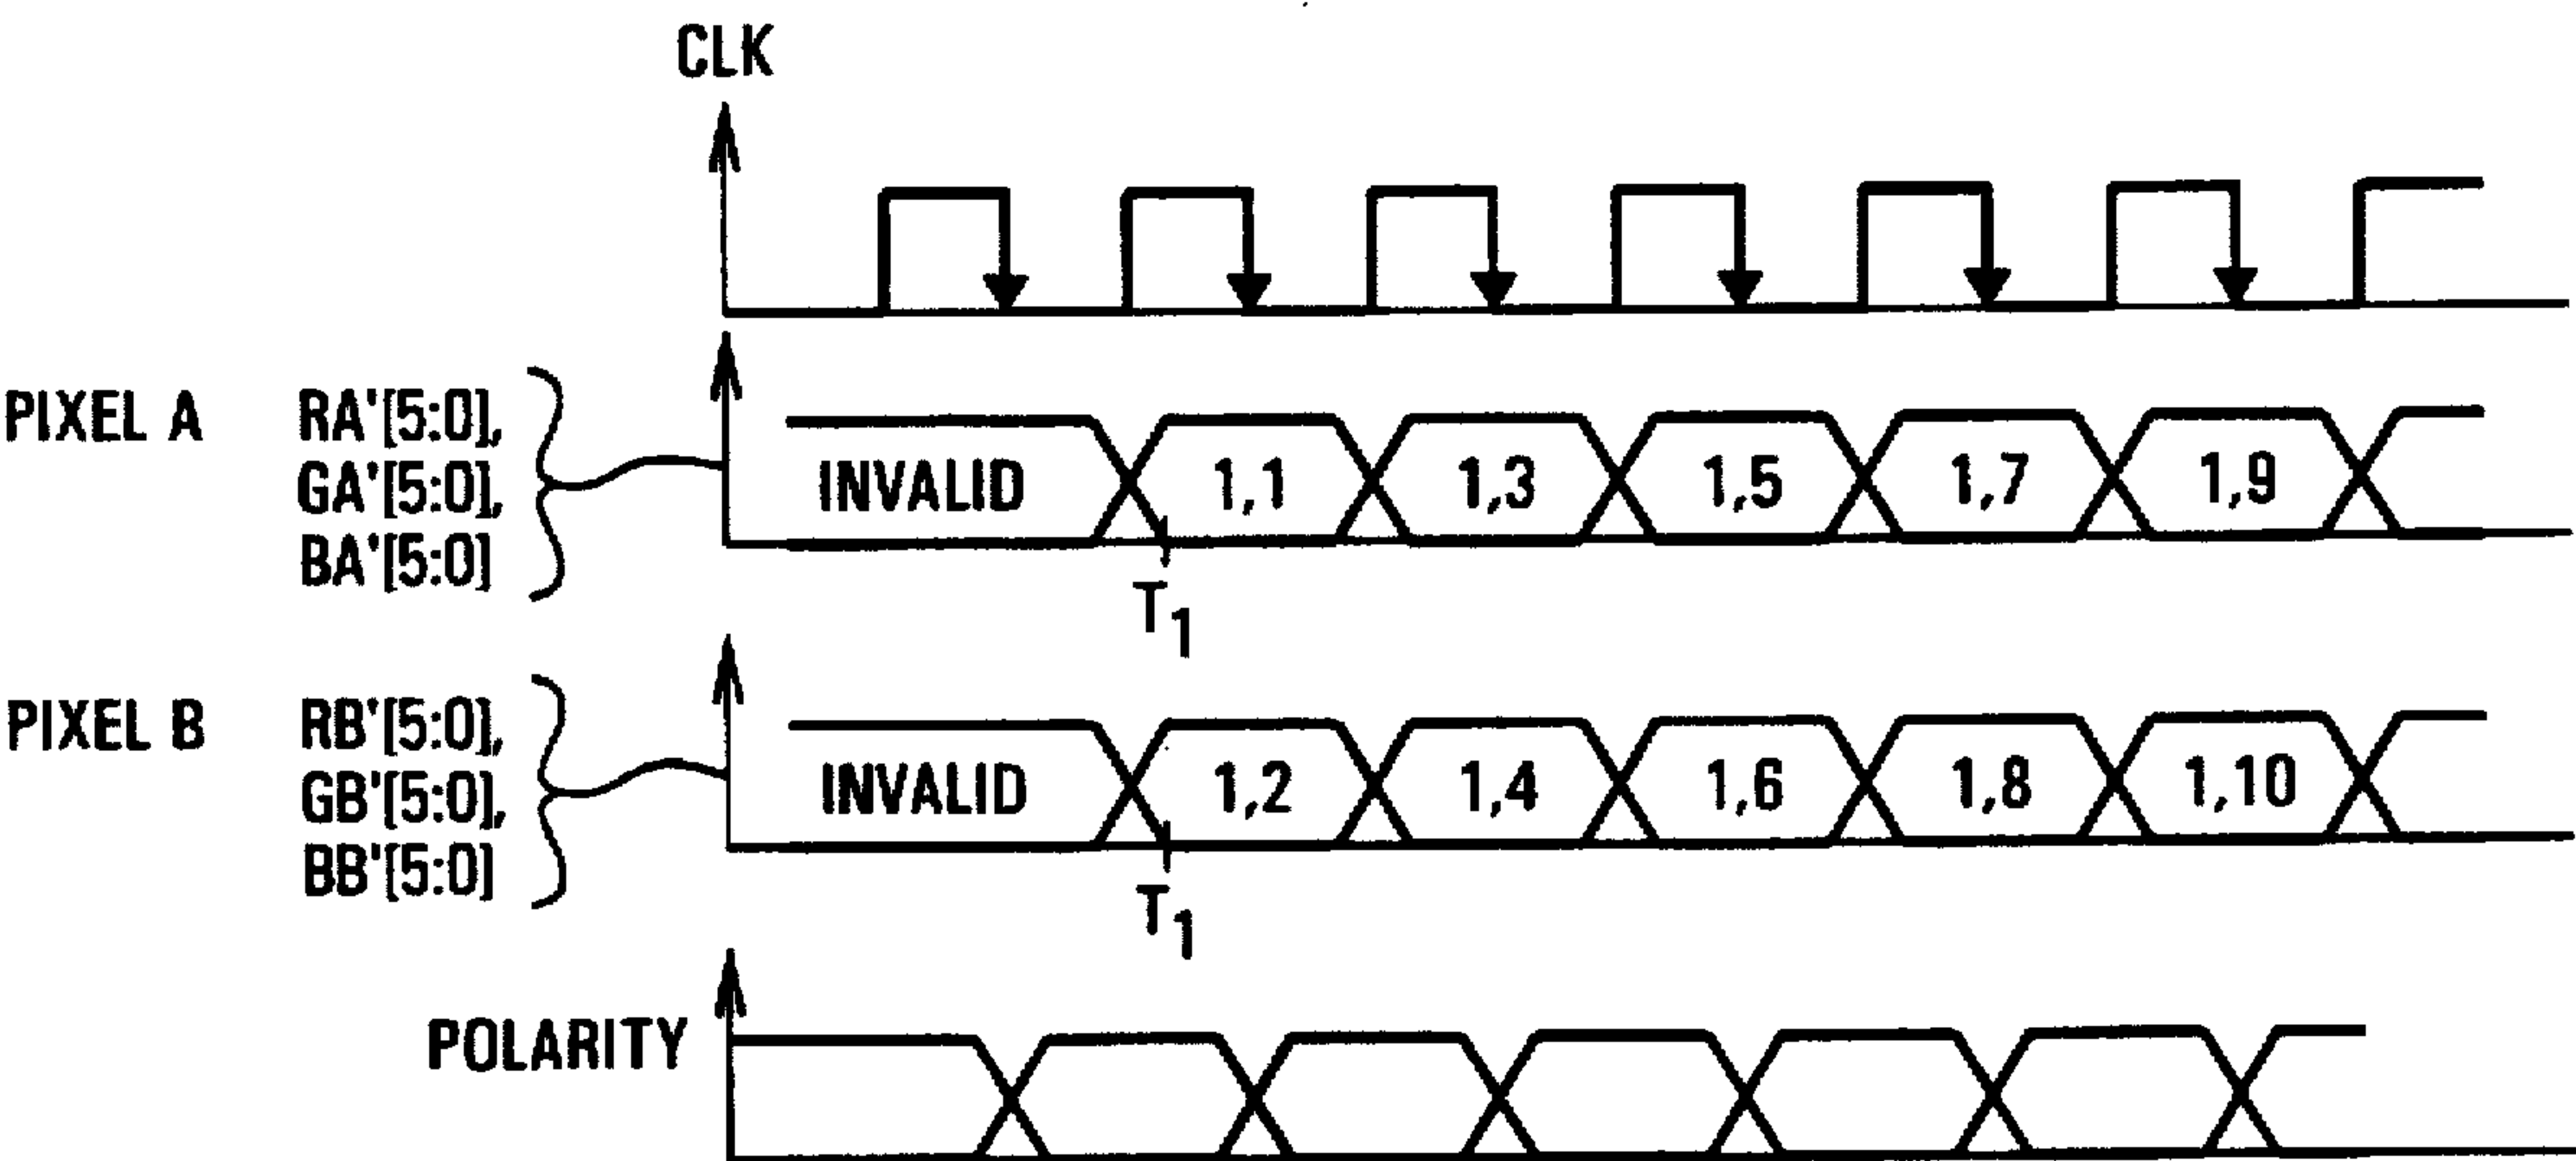 CLK
PIXEL A RA'[5:0],
GA'[5:0],
BA'[5:0]
INVALID 1,1 1,3 1,5 1,7 1,9
T1
PIXEL B RB'[5:0],
GB'[5:0],
BB'[5:0]
INVALID 1,2 1,4 1,6 1,8 1,10
T1
POLARITY